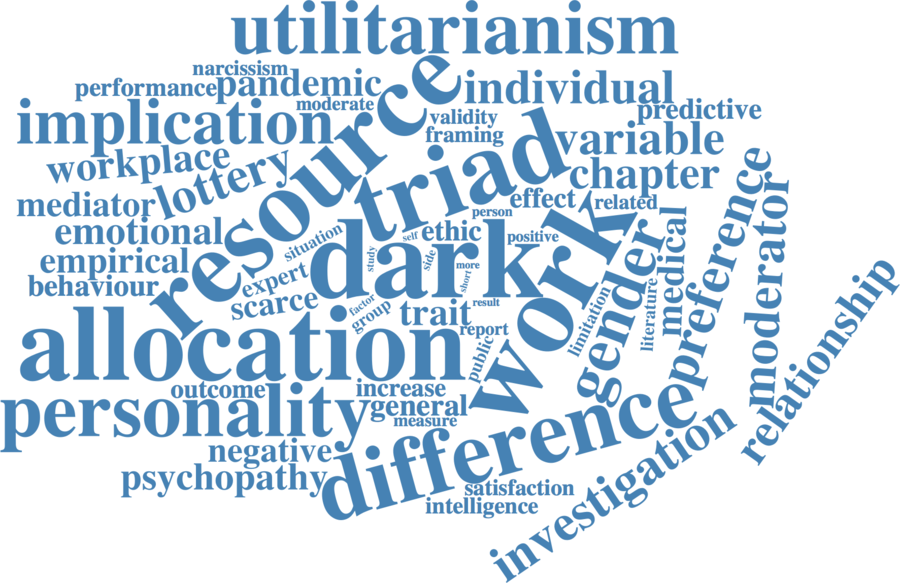 utilitarianism
narcissism
performance
pandemic
moderate
resource
individual
predictive
implication
validity
framing
variable
workplace
lottery
triad
chapter
preference
mediator
effect
related
moderator
emotional
situation
self
ethic
person
positive
work
gender
medical
empirical
expert
study
dark
side
more
short
behaviour
scarce
factor
group
trait
result
limitation
literature
relationship
allocation
report
public
outcome
increase
personality
general
measure
difference
negative
psychopathy
satisfaction
intelligence
investigation